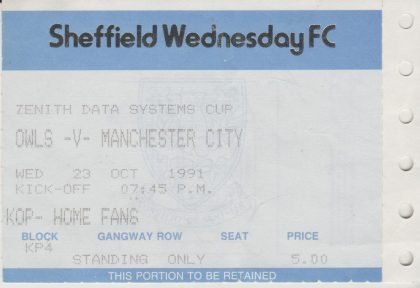 Sheffield Wednesday FC
ZENITH DATA SYSTEMS CUP
OWLS -V- MANCHESTER CITY
WED 23 OCT 1991
KICK-OFF 07:45 P.M.
KOP- HOME FANS
BLOCK GANGWAY ROW SEAT PRICE
KP4
STANDING ONLY 5.00
THIS PORTION TO BE RETAINED